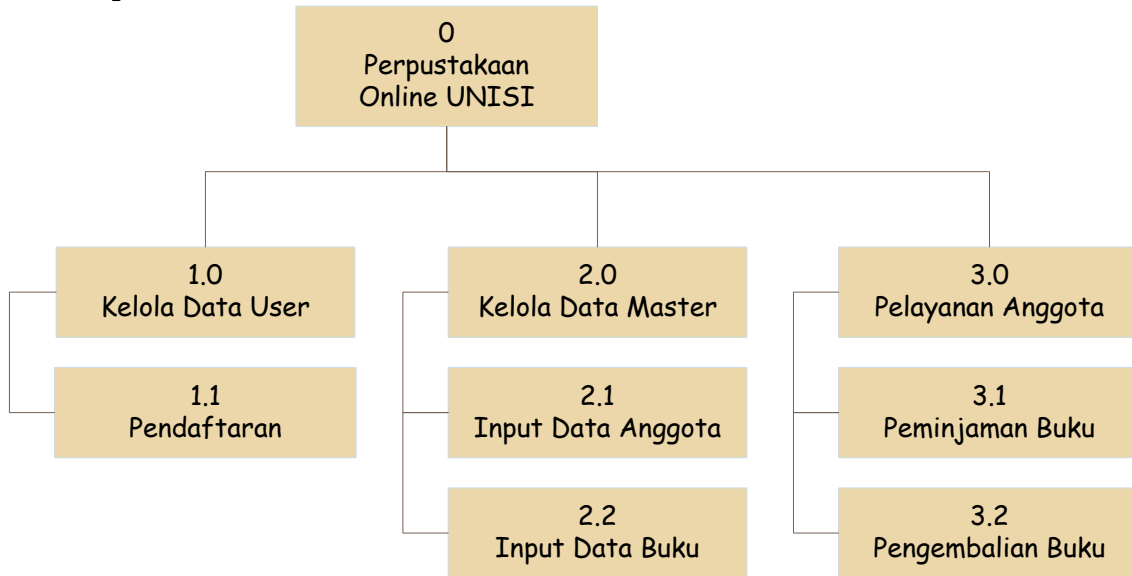 0
Perpustakaan
Online UNISI
1.0
Kelola Data User
2.0
Kelola Data Master
3.0
Pelayanan Anggota
1.1
Pendaftaran
2.1
Input Data Anggota
3.1
Peminjaman Buku
2.2
Input Data Buku
3.2
Pengembalian Buku